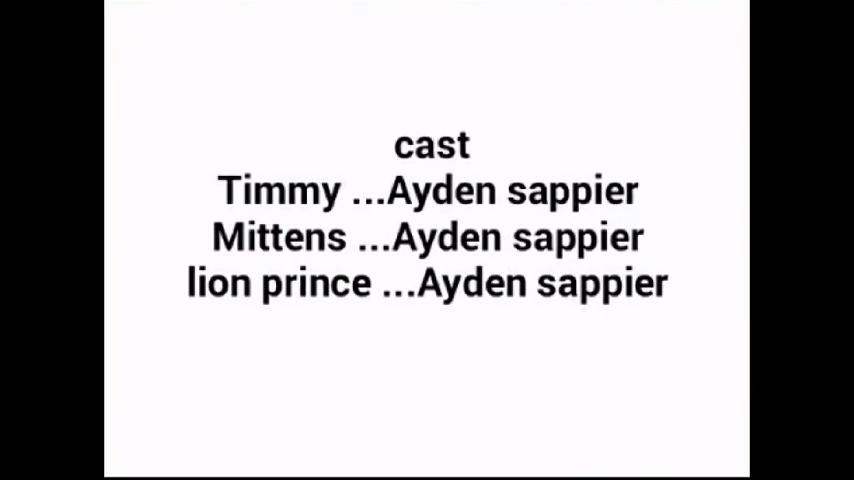 cast
Timmy ...Ayden sappier
Mittens ...Ayden sappier
lion prince ...Ayden sappier